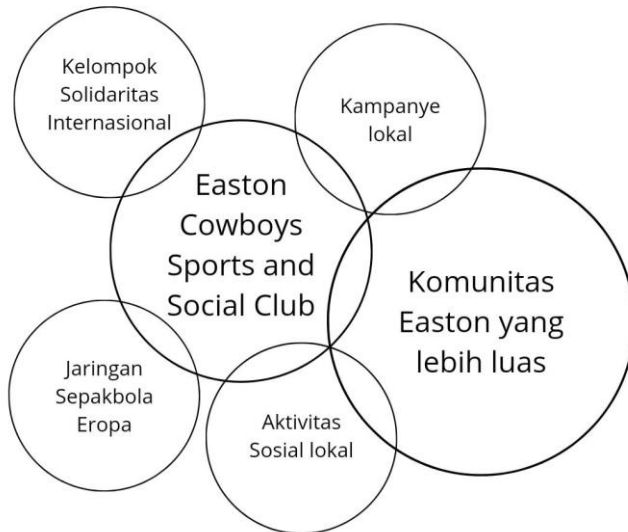 Kelompok
Solidaritas
Internasional
Kampanye
lokal
Easton
Cowboys
Sports and
Social Club
Komunitas
Easton yang
lebih luas
Jaringan
Sepakbola
Eropa
Aktivitas
Sosial lokal